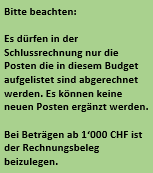 Bitte beachten:
Es dürfen in der
Schlussrechnung nur die
Posten die in diesem Budget
aufgelistet sind abgerechnet
werden. Es können keine
neuen Posten ergänzt werden.
Bei Beträgen ab 1‘000 CHF ist
der Rechnungsbeleg
beizulegen.